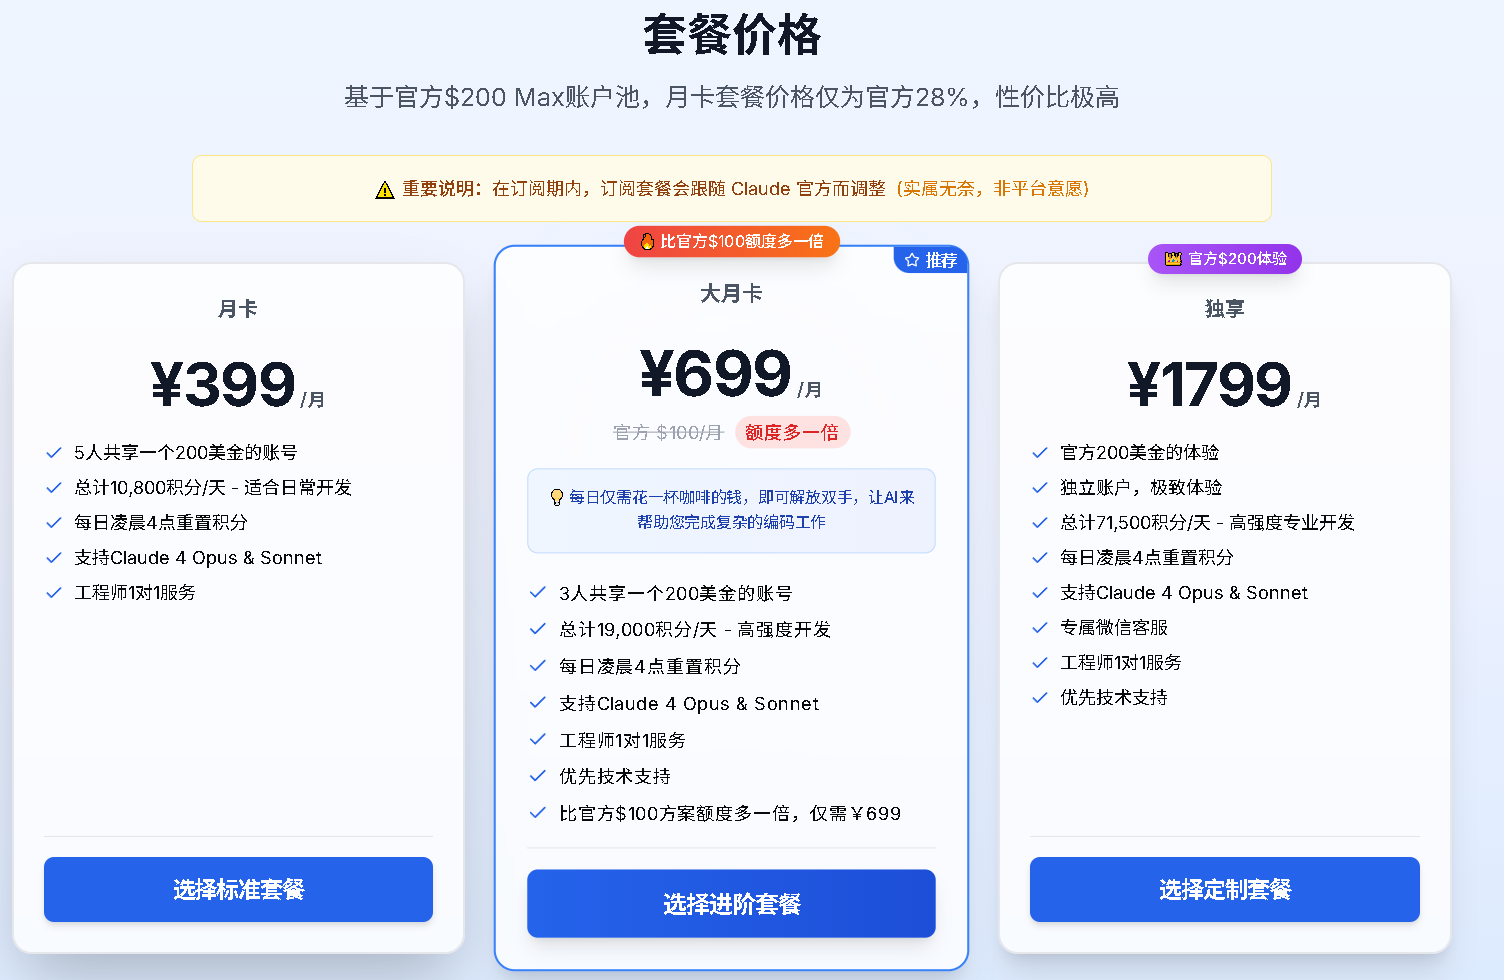 套餐价格
基于官方$200 Max账户池，月卡套餐价格仅为官方28%，性价比极高
⚠️ 重要说明：在订阅期内，订阅套餐会跟随 Claude 官方而调整（实属无奈，非平台意愿）
月卡
¥399/月
5人共享一个200美金的账号
总计10,800积分/天 - 适合日常开发
每日凌晨4点重置积分
支持Claude 4 Opus & Sonnet
工程师1对1服务
选择标准套餐
🔥 比官方$100额度多一倍
推荐
大月卡
¥699/月
官方 $100/月 额度多一倍
💡 每日仅需花一杯咖啡的钱，即可解放双手，让AI来
帮助您完成复杂的编码工作
3人共享一个200美金的账号
总计19,000积分/天 - 高强度开发
每日凌晨4点重置积分
支持Claude 4 Opus & Sonnet
工程师1对1服务
优先技术支持
比官方$100方案额度多一倍，仅需￥699
选择进阶套餐
👑 官方$200体验
独享
¥1799/月
官方200美金的体验
独立账户，极致体验
总计71,500积分/天 - 高强度专业开发
每日凌晨4点重置积分
支持Claude 4 Opus & Sonnet
专属微信客服
工程师1对1服务
优先技术支持
选择定制套餐